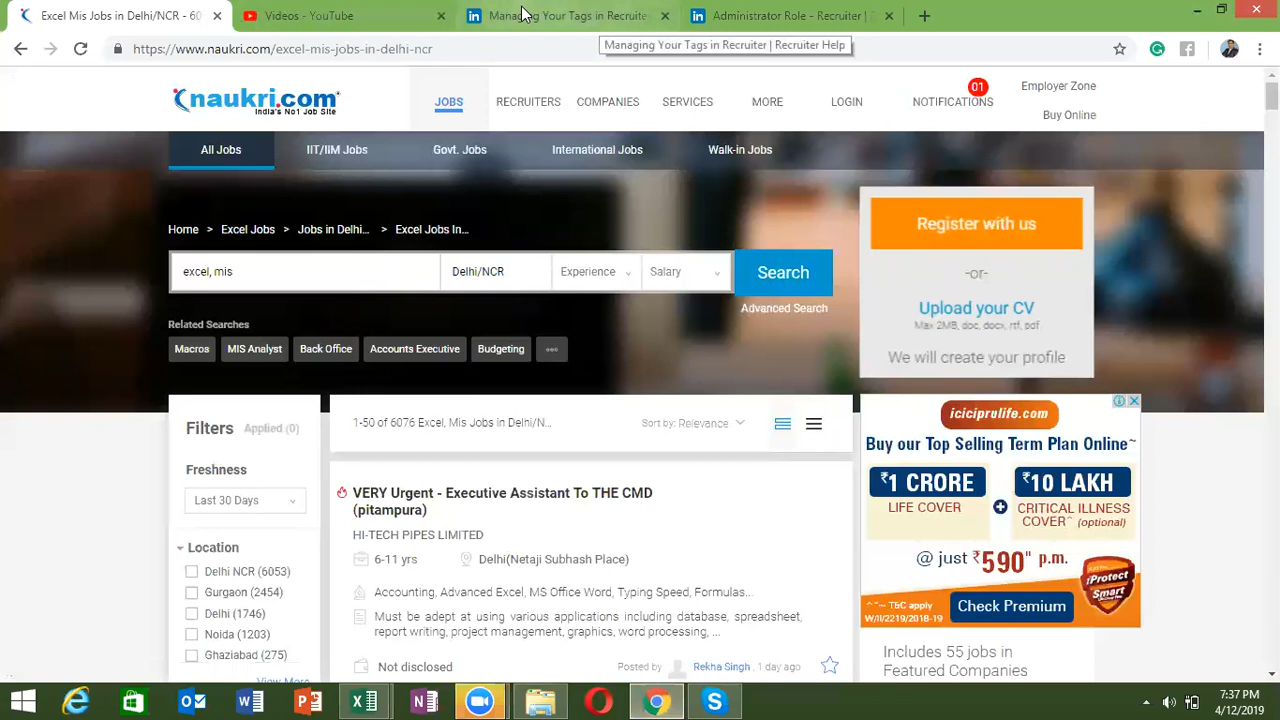 Excel Mis Jobs in Delhi/NCR - 60
Videos - YouTube
Managing Your Tags in Recruiter
Administrator Role - Recruiter | D
https://www.naukri.com/excel-mis-jobs-in-delhi-ncr
Managing Your Tags in Recruiter | Recruiter Help
naukri.com
India's No1 Job Site
JOBS
RECRUITERS
COMPANIES
SERVICES
MORE
LOGIN
NOTIFICATIONS
01
Employer Zone
Buy Online
All Jobs
IIT/IIM Jobs
Govt. Jobs
International Jobs
Walk-in Jobs
Home > Excel Jobs > Jobs in Delhi... > Excel Jobs In...
excel, mis
Delhi/NCR
Experience
Salary
Search
Advanced Search
Related Searches
Macros
MIS Analyst
Back Office
Accounts Executive
Budgeting
Register with us
-or-
Upload your CV
Max 2MB, doc, docx, rtf, pdf
We will create your profile
Filters
Applied (0)
Freshness
Last 30 Days
Location
Delhi NCR (6053)
Gurgaon (2454)
Delhi (1746)
Noida (1203)
Ghaziabad (275)
View More
1-50 of 6076 Excel, Mis Jobs in Delhi/N...
Sort by: Relevance
VERY Urgent - Executive Assistant To THE CMD
(pitampura)
HI-TECH PIPES LIMITED
6-11 yrs
Delhi(Netaji Subhash Place)
Accounting, Advanced Excel, MS Office Word, Typing Speed, Formulas...
Must be adept at using various applications including database, spreadsheet,
report writing, project management, graphics, word processing, ...
Not disclosed
Posted by Rekha Singh , 1 day ago
iciciprulife.com
Buy our Top Selling Term Plan Online~
₹1 CRORE
LIFE COVER
₹10 LAKH
CRITICAL ILLNESS
COVER^ (optional)
@ just ₹590* p.m.
T&C apply
W/II/2219/2018-19
Check Premium
iProtect
Smart
Includes 55 jobs in
Featured Companies
7:37 PM
4/12/2019